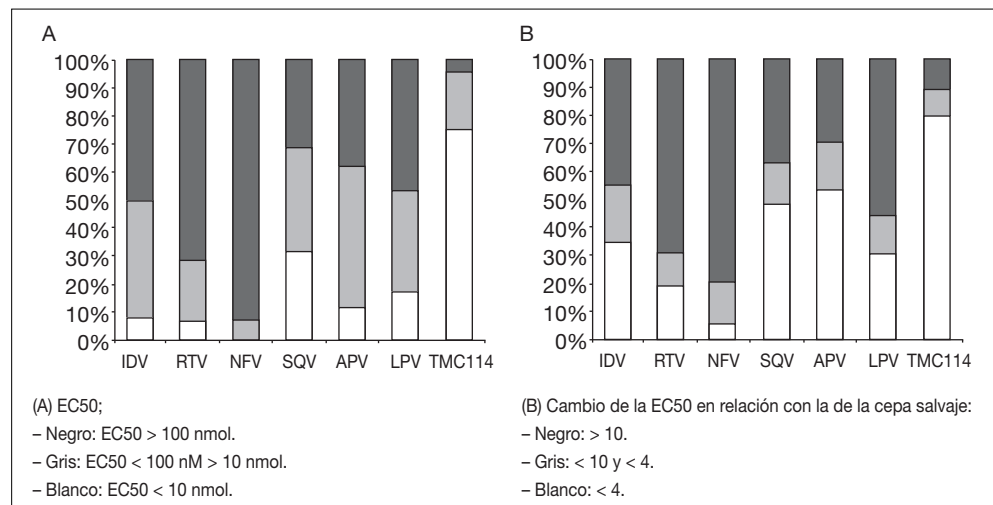 A
100%
90%
80%
70%
60%
50%
40%
30%
20%
10%
0%
IDV RTV NFV SQV APV LPV TMC114
(A) EC50;
– Negro: EC50 > 100 nmol.
– Gris: EC50 < 100 nM > 10 nmol.
– Blanco: EC50 < 10 nmol.
B
100%
90%
80%
70%
60%
50%
40%
30%
20%
10%
0%
IDV RTV NFV SQV APV LPV TMC114
(B) Cambio de la EC50 en relación con la de la cepa salvaje:
– Negro: > 10.
– Gris: < 10 y < 4.
– Blanco: < 4.